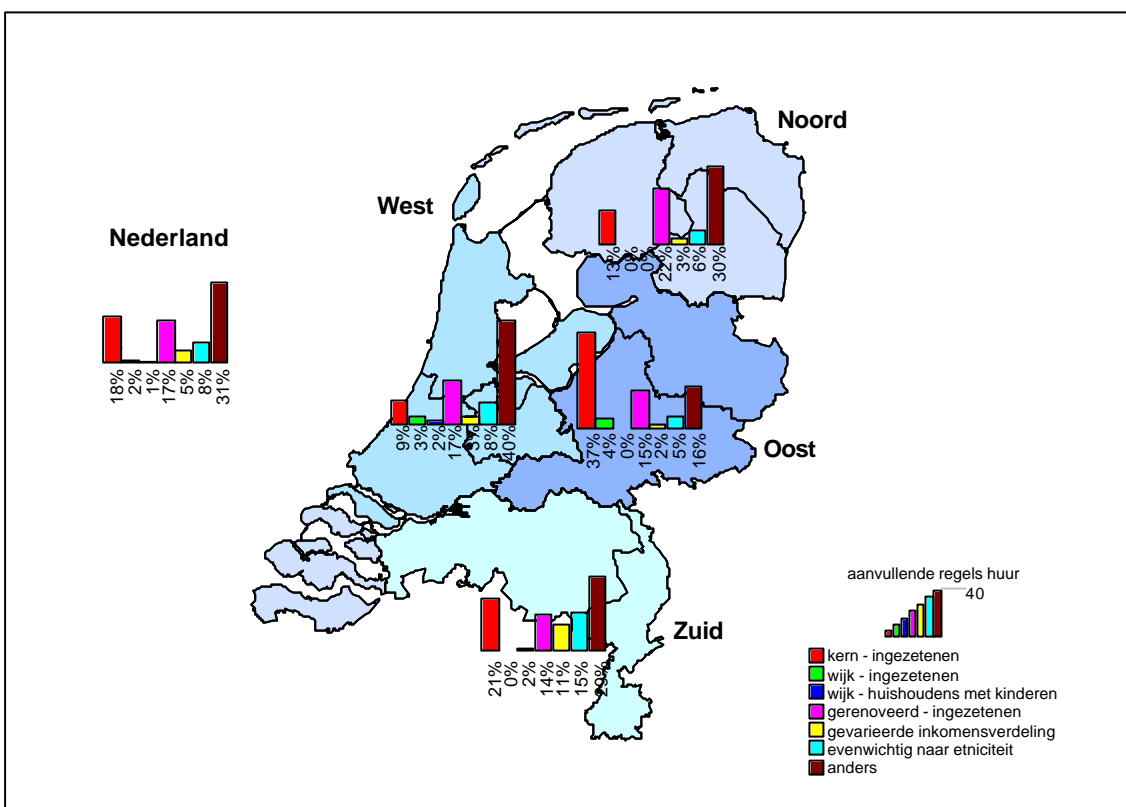 Noord
West
Nederland
13%
0%
0%
22%
3%
6%
30%
18%
2%
1%
17%
5%
8%
31%
9%
3%
2%
17%
3%
8%
40%
37%
4%
0%
15%
2%
5%
16%
Oost
Zuid
21%
0%
2%
14%
11%
15%
29%
aanvullende regels huur
40
kern - ingezetenen
wijk - ingezetenen
wijk - huishoudens met kinderen
gerenoveerd - ingezetenen
gevarieerde inkomensverdeling
evenwichtig naar etniciteit
anders